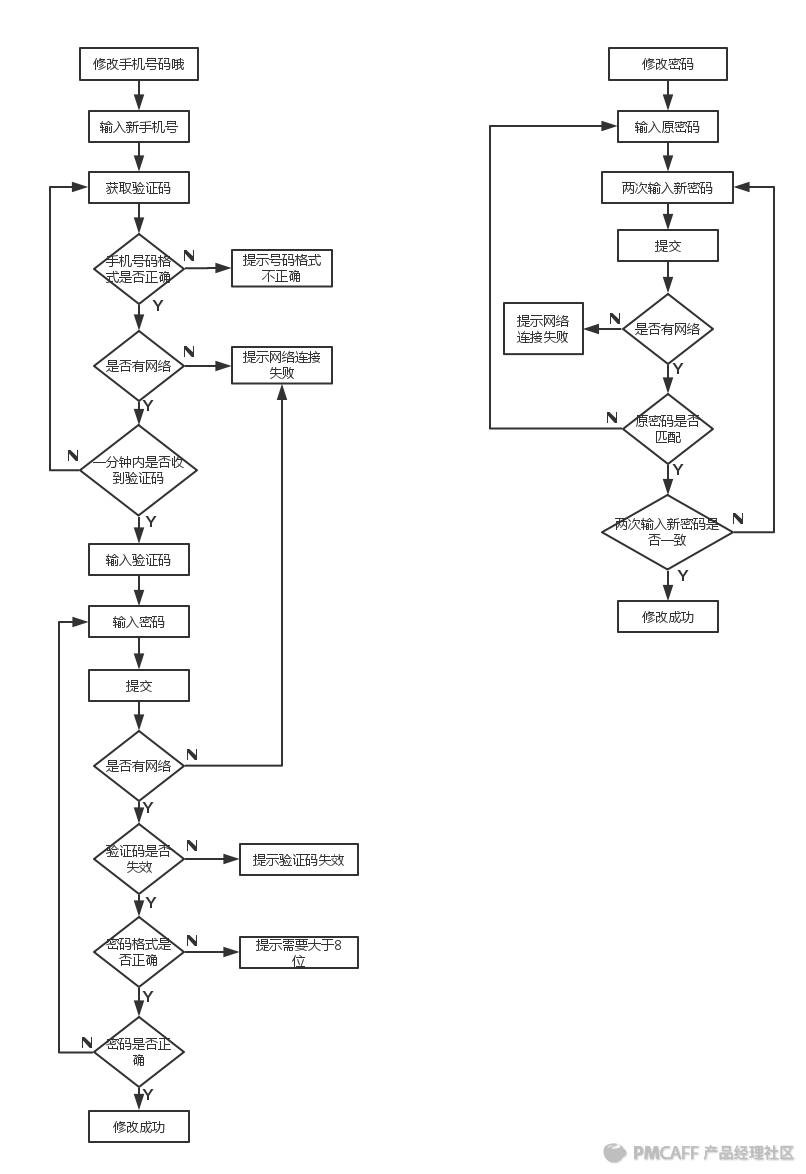 修改手机号码哦
输入新手机号
获取验证码
手机号码格
式是否正确
N
提示号码格式
不正确
Y
是否有网络
N
提示网络连接
失败
Y
一分钟内是否收
到验证码
N
Y
输入验证码
输入密码
提交
是否有网络
N
Y
验证码是否
失效
N
提示验证码失效
Y
密码格式是
否正确
N
提示需要大于8
位
Y
密码是否正
确
N
Y
修改成功
修改密码
输入原密码
两次输入新密码
提交
是否有网络
N
提示网络
连接失败
Y
原密码是否
匹配
N
Y
两次输入新密码是
否一致
N
Y
修改成功
PMCAFF 产品经理社区